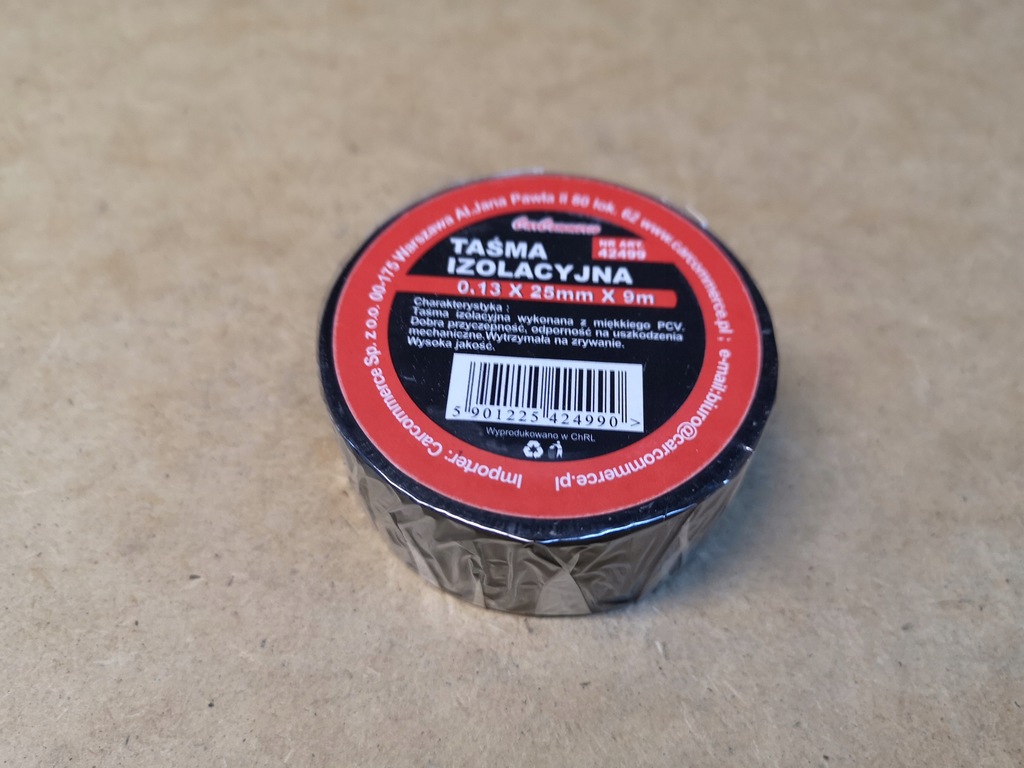 CarCommerce
TAŚMA
IZOLACYJNA
NR ART.
42499
0.13 X 25mm X 9m
Charakterystyka :
Taśma izolacyjna wykonana z miękkiego PCV.
Dobra przyczepność, odporność na uszkodzenia
mechaniczne.Wytrzymała na zrywanie.
Wysoka jakość.
5 901225 424990 >
Wyprodukowano w ChRL
Importer: Carcommerce Sp. z o.o. 00-175 Warszawa Al.Jana Pawła II 80 lok. 62 www.carcommerce.pl ; e-mail:biuro@carcommerce.pl